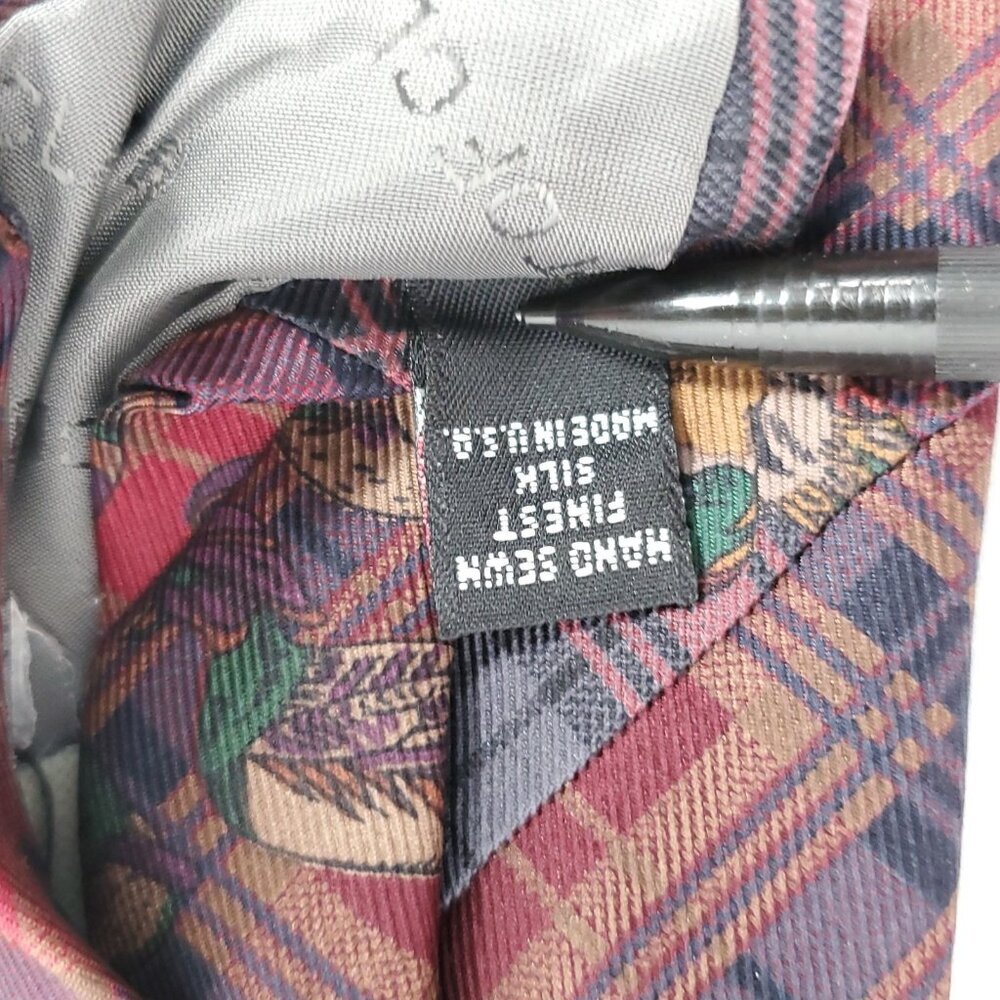 HAND SEWN
FINEST
SILK
MADE IN U.S.A.